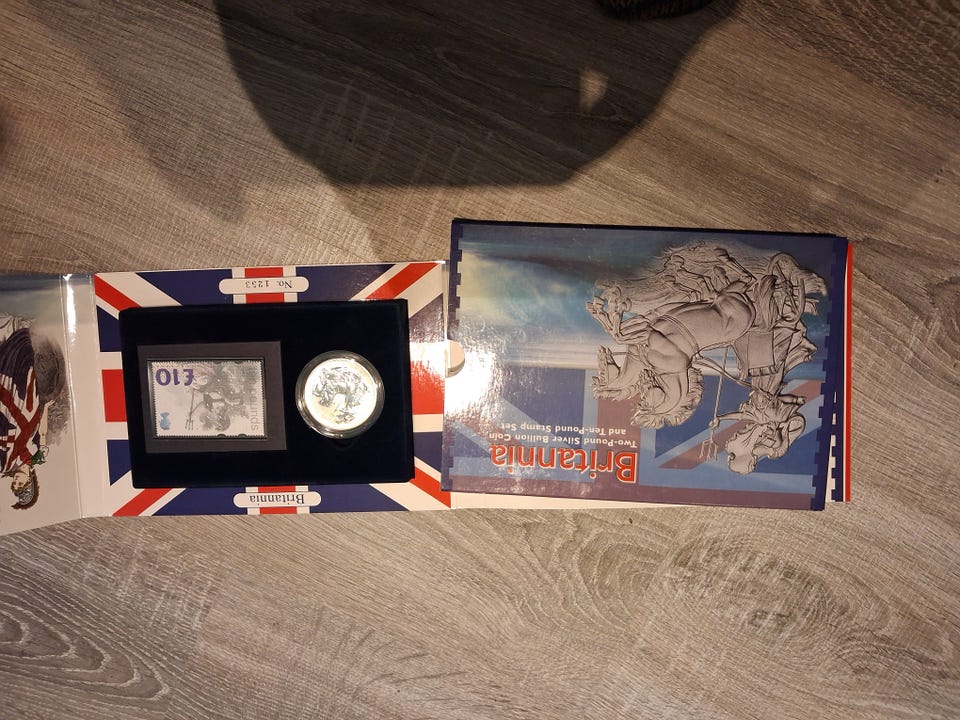 Britannia
Two-Pound Silver Bullion Coin
and Ten-Pound Stamp Set
Britannia
£10
No. 1253